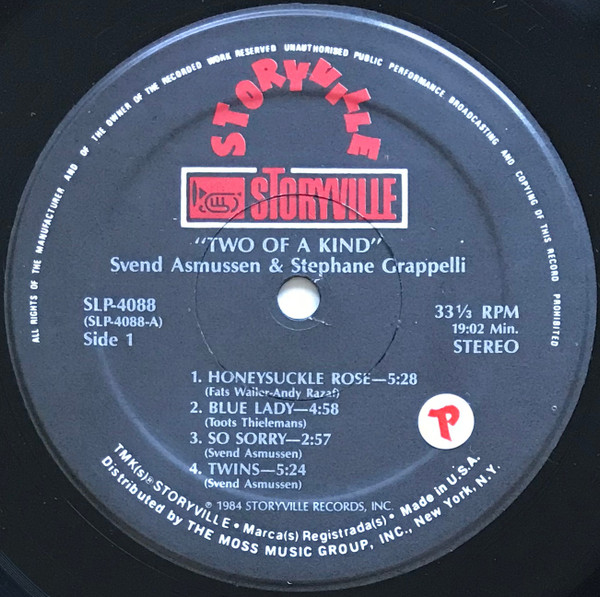 ALL RIGHTS OF THE MANUFACTURER AND OF THE OWNER OF THE RECORDED WORK RESERVED UNAUTHORISED PUBLIC PERFORMANCE BROADCASTING AND COPYING OF THIS RECORD PROHIBITED
STORYVILLE
STORYVILLE
"TWO OF A KIND"
Svend Asmussen & Stephane Grappelli
SLP-4088
(SLP-4088-A)
Side 1
33 1/3 RPM
19:02 Min.
STEREO
1. HONEYSUCKLE ROSE—5:28
(Fats Waller-Andy Razaf)
2. BLUE LADY—4:58
(Toots Thielemans)
3. SO SORRY—2:57
(Svend Asmussen)
4. TWINS—5:24
(Svend Asmussen)
P
℗ 1984 STORYVILLE RECORDS, INC.
TMK(s)® STORYVILLE • Marca(s) Registrada(s) • Made in U.S.A.
Distributed by THE MOSS MUSIC GROUP, INC., New York, N.Y.